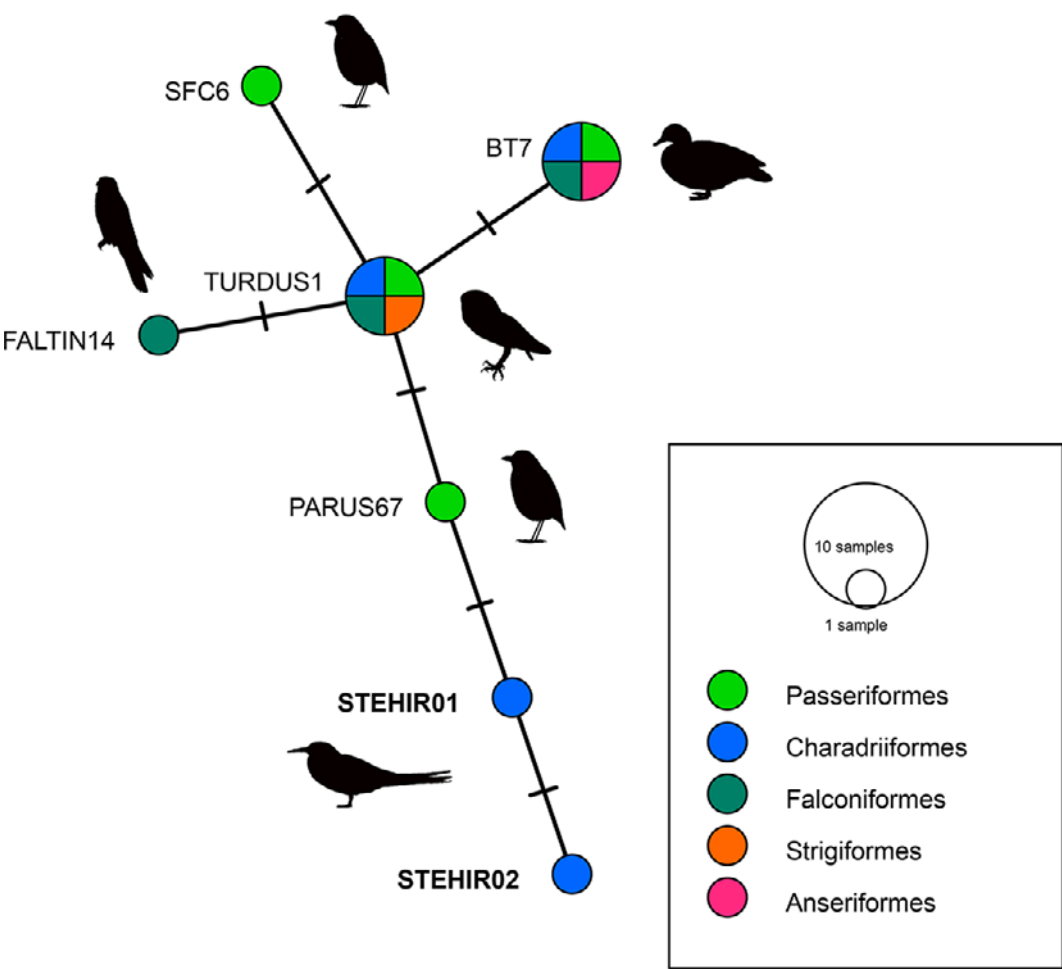 SFC6
BT7
TURDUS1
FALTIN14
PARUS67
STEHIR01
STEHIR02
10 samples
1 sample
Passeriformes
Charadriiformes
Falconiformes
Strigiformes
Anseriformes